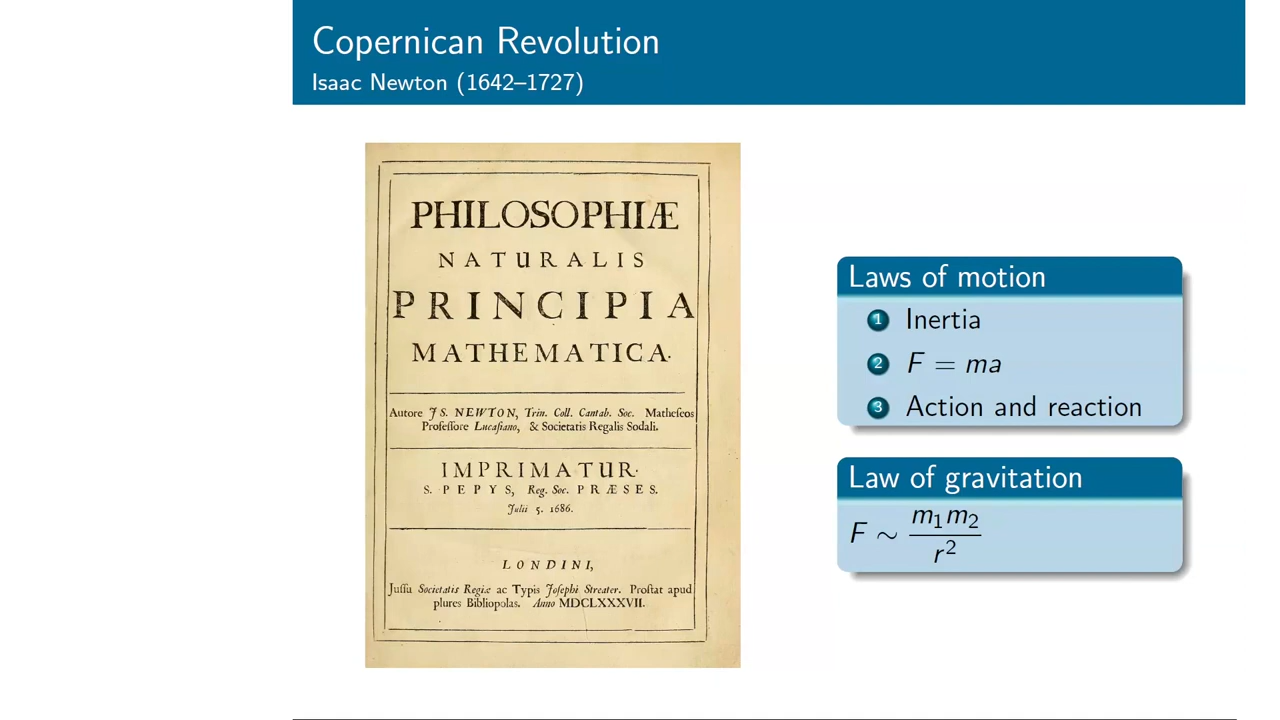 Copernican Revolution
Isaac Newton (1642–1727)
PHILOSOPHIÆ
NATURALIS
PRINCIPIA
MATHEMATICA.
Autore JS. NEWTON, Trin. Coll. Cantab. Soc. Matheſeos
Profeſſore Lucaſiano, & Societatis Regalis Sodali.
IMPRIMATUR.
S. PEPYS, Reg. Soc. PRÆSES.
Julii 5. 1686.
LONDINI,
Juſſu Societatis Regiæ ac Typis Joſephi Streater. Proſtat apud
plures Bibliopolas. Anno MDCLXXXVII.
Laws of motion
1 Inertia
2 F = ma
3 Action and reaction
Law of gravitation
F ∼ m₁m₂ / r²